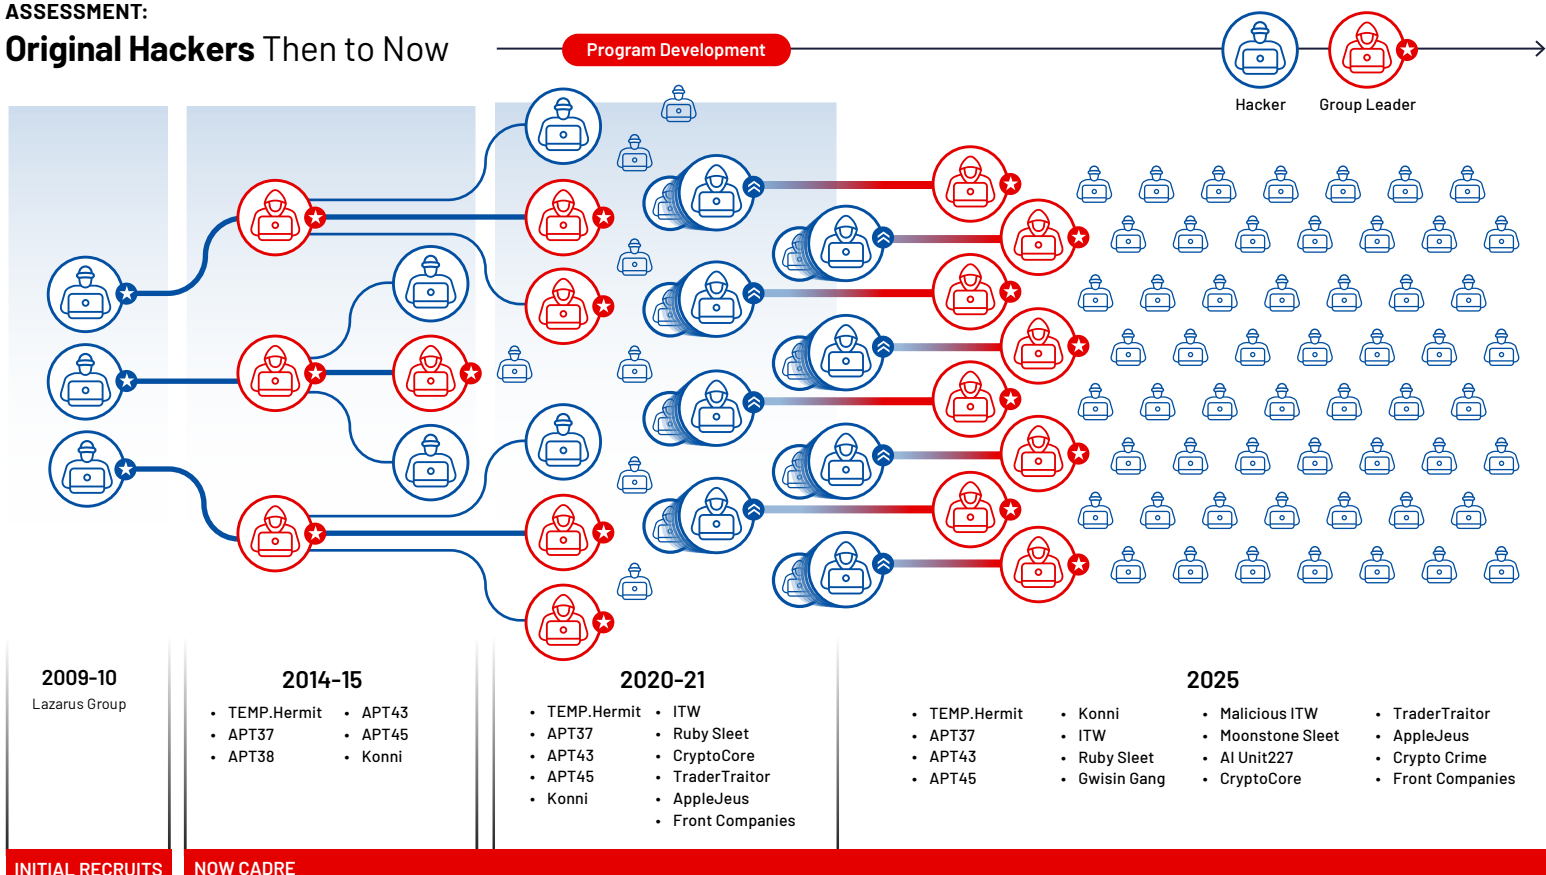 ASSESSMENT:
Original Hackers Then to Now
Program Development
Hacker
Group Leader
2009-10
Lazarus Group
2014-15
• TEMP.Hermit
• APT37
• APT38
• APT43
• APT45
• Konni
2020-21
• TEMP.Hermit
• APT37
• APT43
• APT45
• Konni
• ITW
• Ruby Sleet
• CryptoCore
• TraderTraitor
• AppleJeus
• Front Companies
2025
• TEMP.Hermit
• APT37
• APT43
• APT45
• Konni
• ITW
• Ruby Sleet
• Gwisin Gang
• Malicious ITW
• Moonstone Sleet
• AI Unit227
• CryptoCore
• TraderTraitor
• AppleJeus
• Crypto Crime
• Front Companies
INITIAL RECRUITS
NOW CADRE